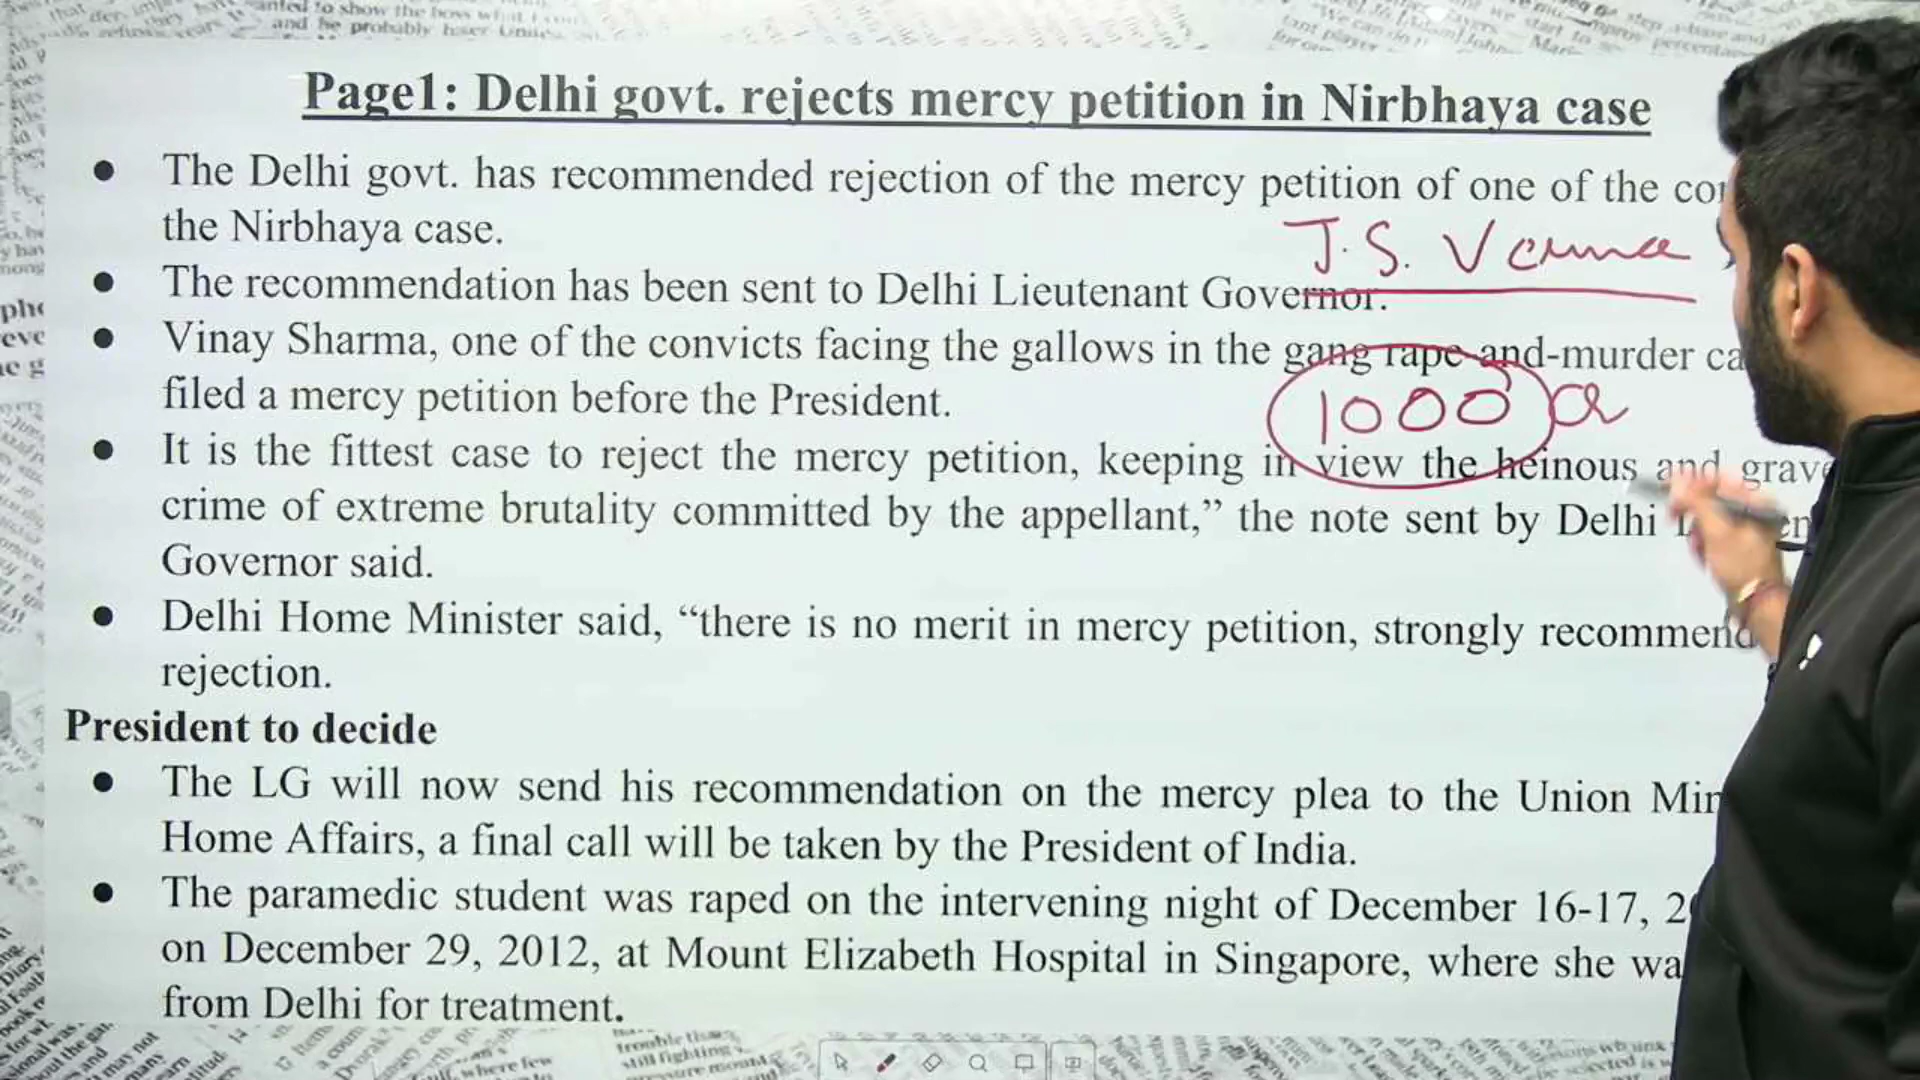 Page1: Delhi govt. rejects mercy petition in Nirbhaya case
● The Delhi govt. has recommended rejection of the mercy petition of one of the
the Nirbhaya case.
J. S. Verma
● The recommendation has been sent to Delhi Lieutenant Governor.
● Vinay Sharma, one of the convicts facing the gallows in the gang rape-and-murder
filed a mercy petition before the President.
1000
● It is the fittest case to reject the mercy petition, keeping in view the heinous and grave
crime of extreme brutality committed by the appellant,” the note sent by Delhi
Governor said.
● Delhi Home Minister said, “there is no merit in mercy petition, strongly recommend
rejection.
President to decide
● The LG will now send his recommendation on the mercy plea to the Union
Home Affairs, a final call will be taken by the President of India.
● The paramedic student was raped on the intervening night of December 16-17,
on December 29, 2012, at Mount Elizabeth Hospital in Singapore, where she
from Delhi for treatment.